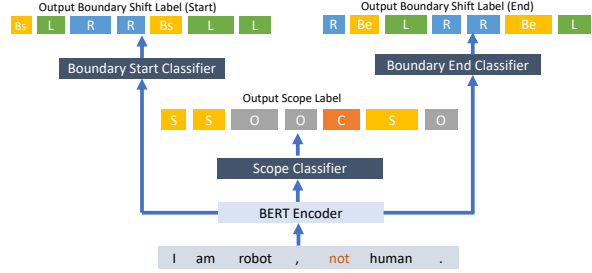 Output Boundary Shift Label (Start)
Bs L R R Bs L L
Boundary Start Classifier
Output Boundary Shift Label (End)
R Be L R R Be L
Boundary End Classifier
Output Scope Label
S S O O C S O
Scope Classifier
BERT Encoder
I am robot , not human .